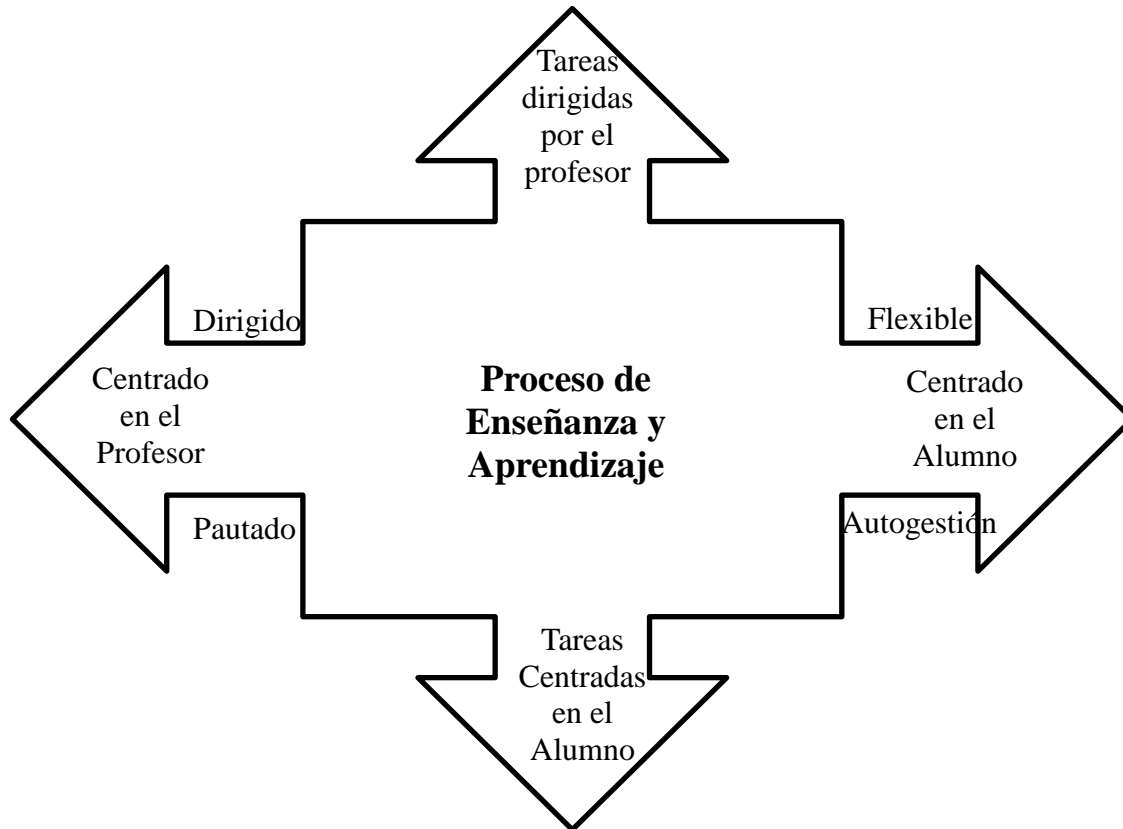 Tareas
dirigidas
por el
profesor
Dirigido
Centrado
en el
Profesor
Pautado
Proceso de
Enseñanza y
Aprendizaje
Flexible
Centrado
en el
Alumno
Autogestión
Tareas
Centradas
en el
Alumno